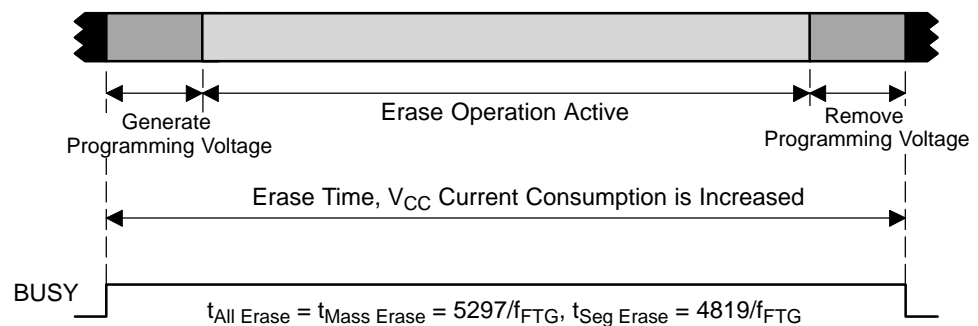 Generate
Programming Voltage
Erase Operation Active
Remove
Programming Voltage
Erase Time, VCC Current Consumption is Increased
BUSY
tAll Erase = tMass Erase = 5297/fFTG, tSeg Erase = 4819/fFTG